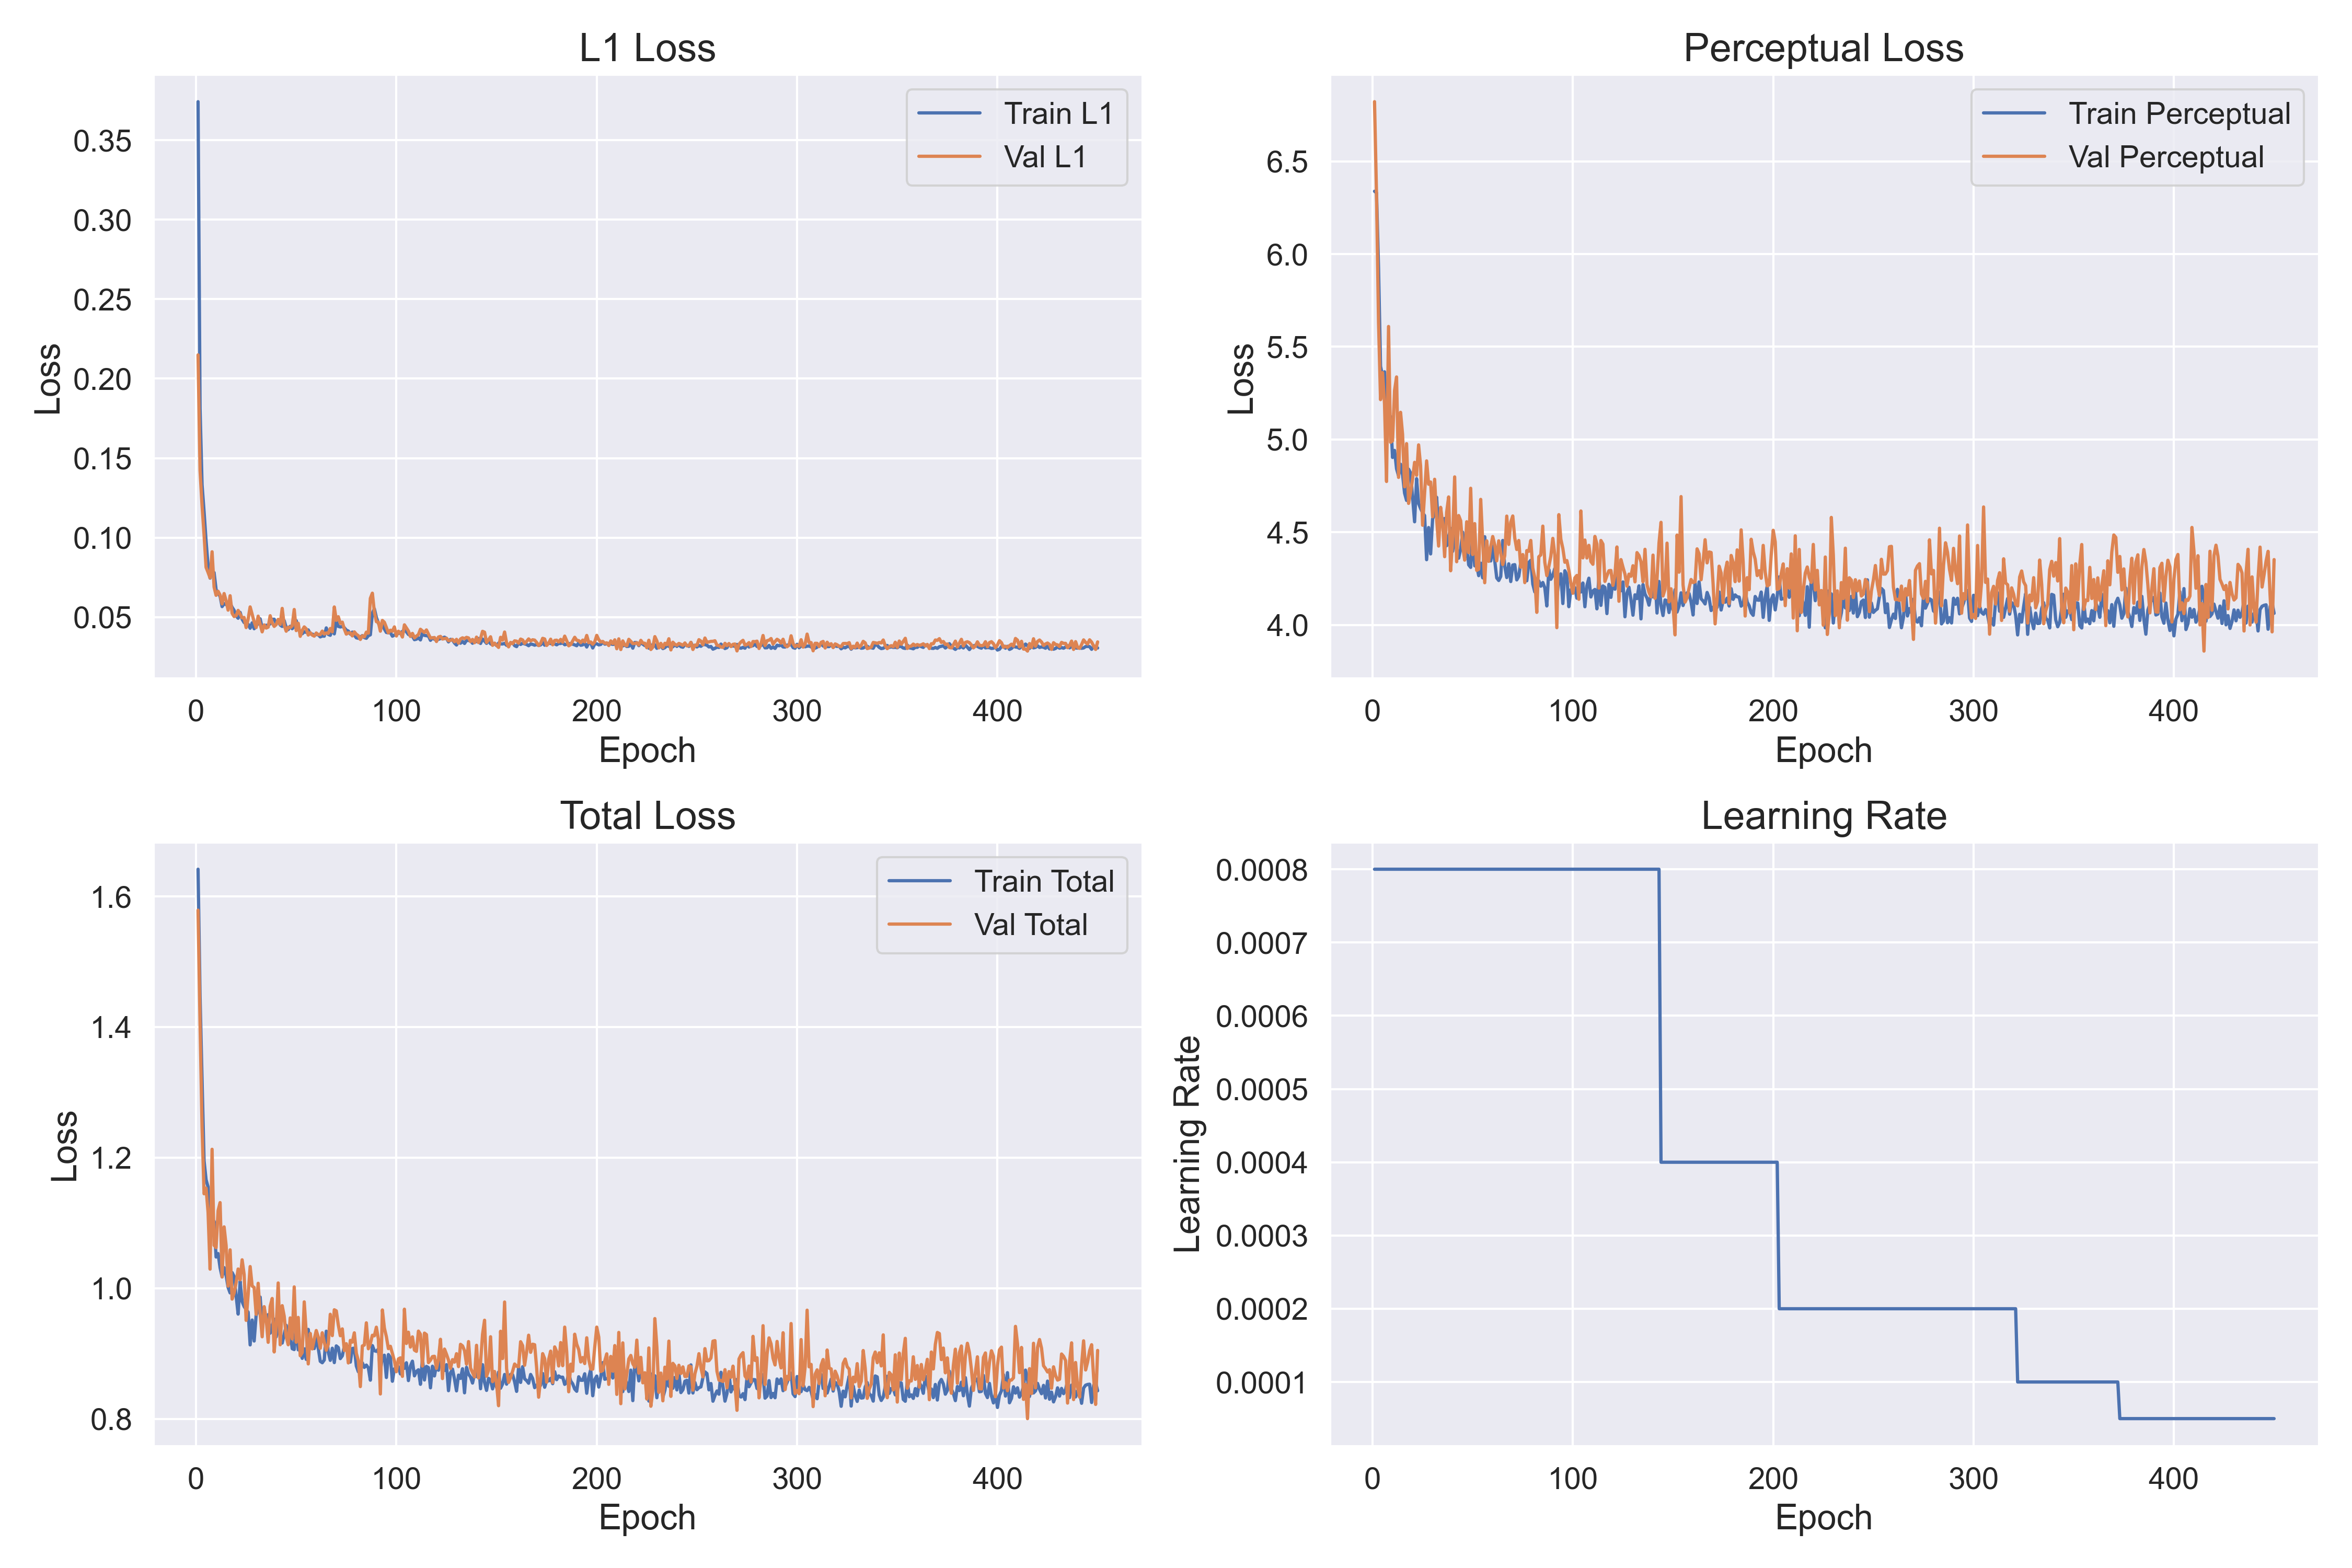 L1 Loss
Loss
0.35
0.30
0.25
0.20
0.15
0.10
0.05
Train L1
Val L1
0 100 200 300 400
Epoch
Perceptual Loss
Loss
6.5
6.0
5.5
5.0
4.5
4.0
Train Perceptual
Val Perceptual
0 100 200 300 400
Epoch
Total Loss
Loss
1.6
1.4
1.2
1.0
0.8
Train Total
Val Total
0 100 200 300 400
Epoch
Learning Rate
Learning Rate
0.0008
0.0007
0.0006
0.0005
0.0004
0.0003
0.0002
0.0001
0 100 200 300 400
Epoch